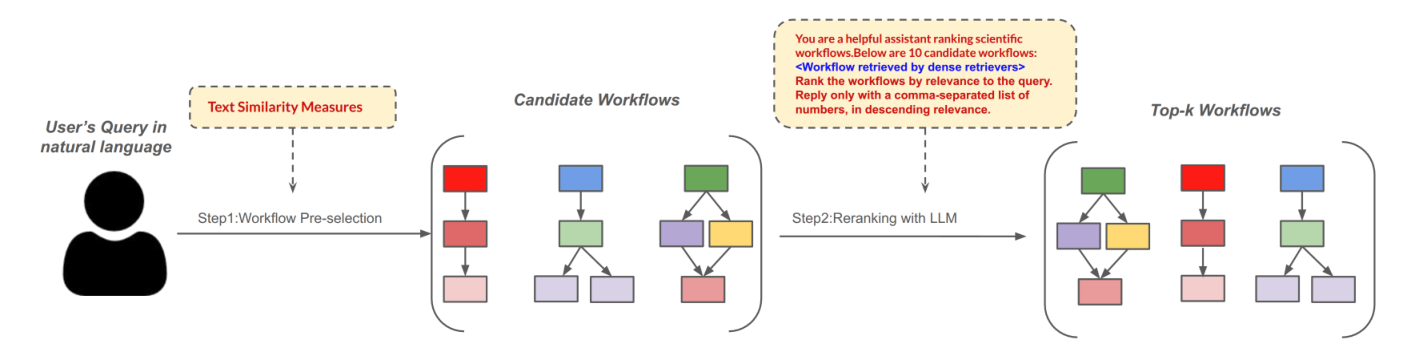 User's Query in
natural language
Text Similarity Measures
Step1:Workflow Pre-selection
Candidate Workflows
You are a helpful assistant ranking scientific
workflows.Below are 10 candidate workflows:
<Workflow retrieved by dense retrievers>
Rank the workflows by relevance to the query.
Reply only with a comma-separated list of
numbers, in descending relevance.
Step2:Reranking with LLM
Top-k Workflows